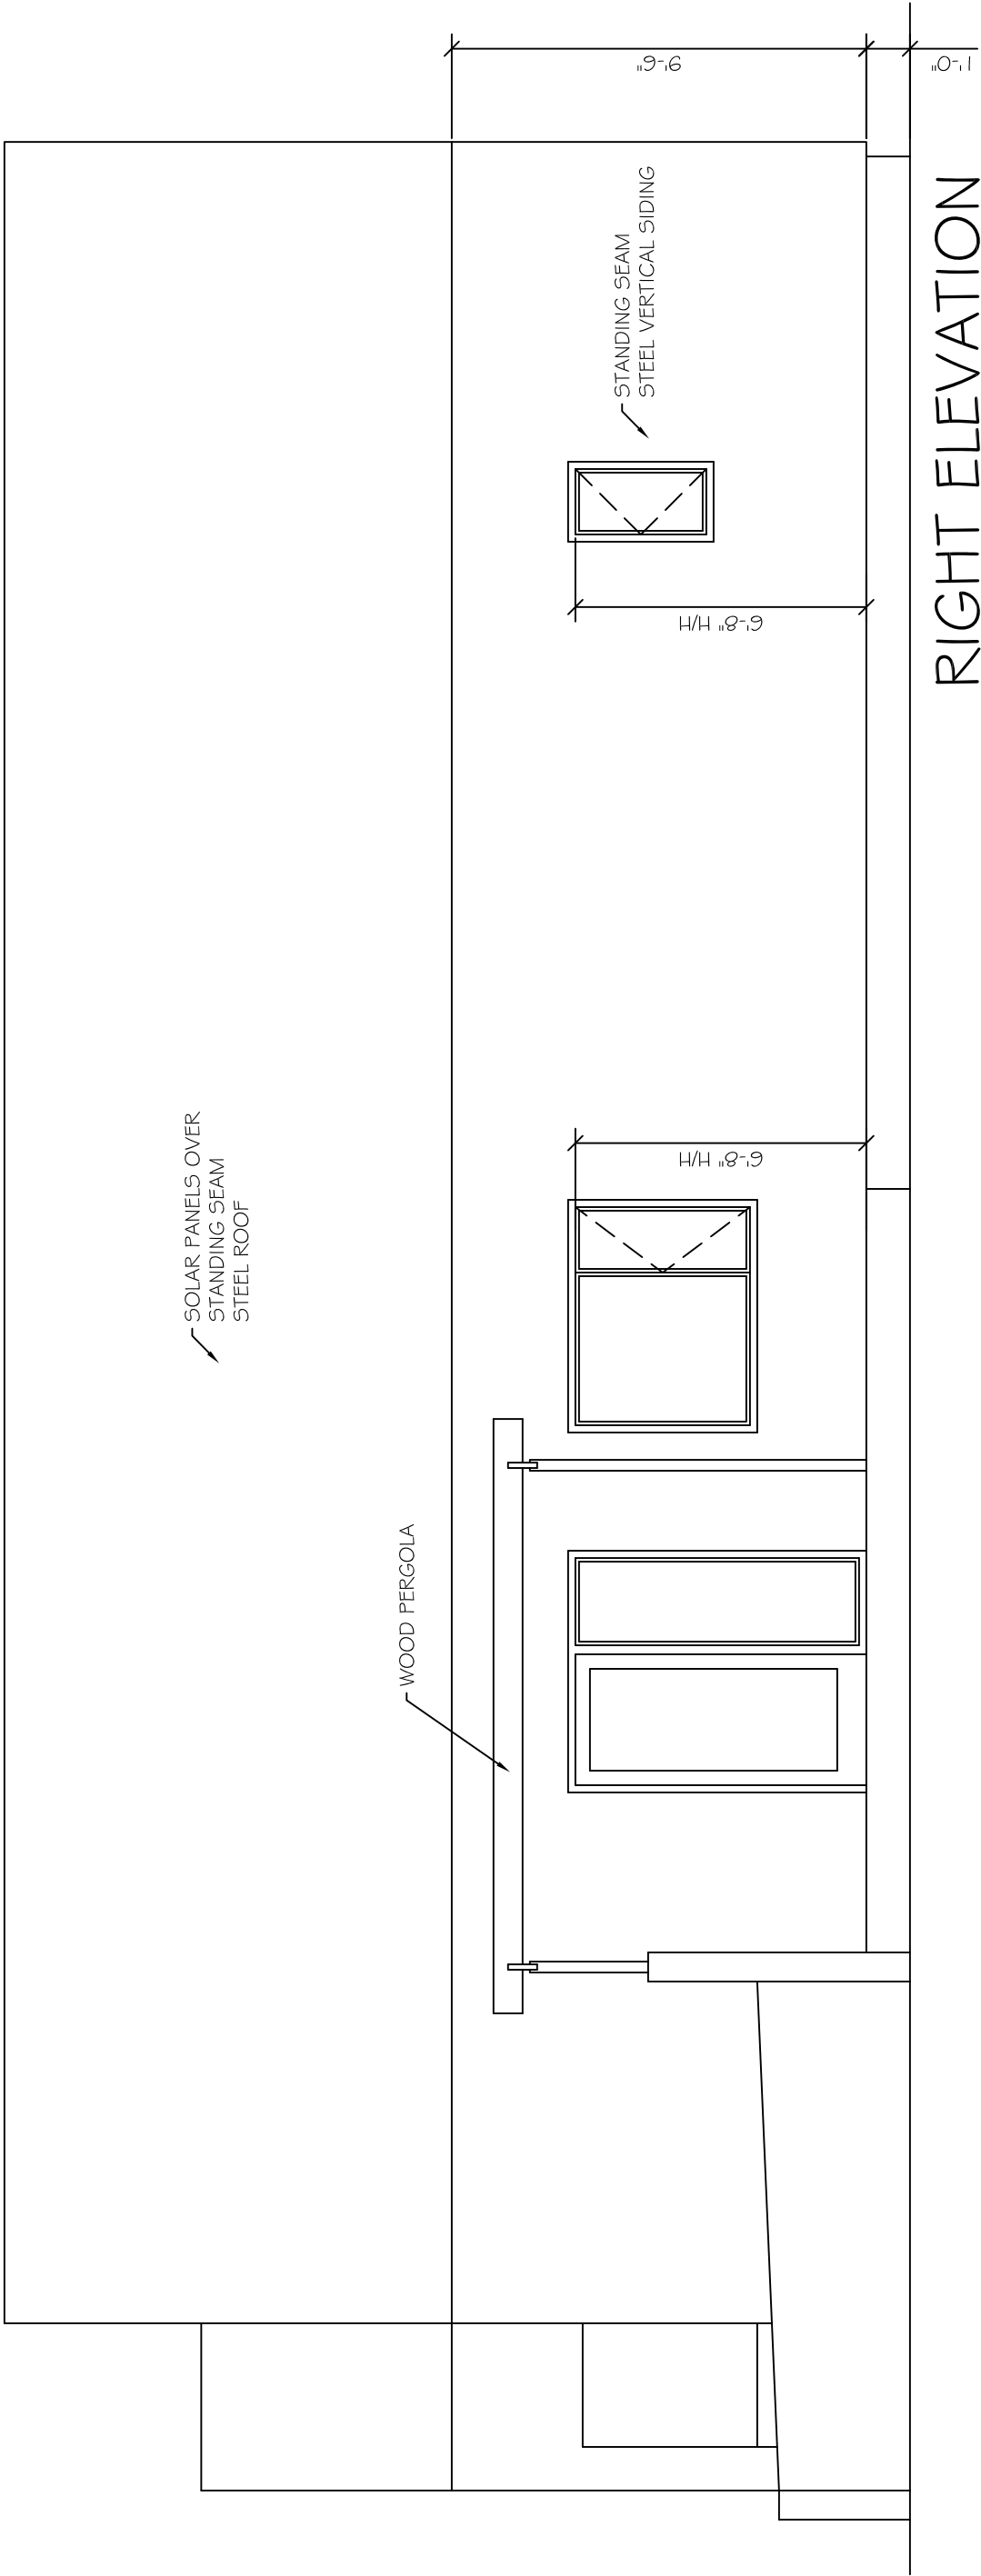 SOLAR PANELS OVER
STANDING SEAM
STEEL ROOF
WOOD PERGOLA
STANDING SEAM
STEEL VERTICAL SIDING
9'-6"
1'-0"
6'-8" H/H
6'-8" H/H
RIGHT ELEVATION